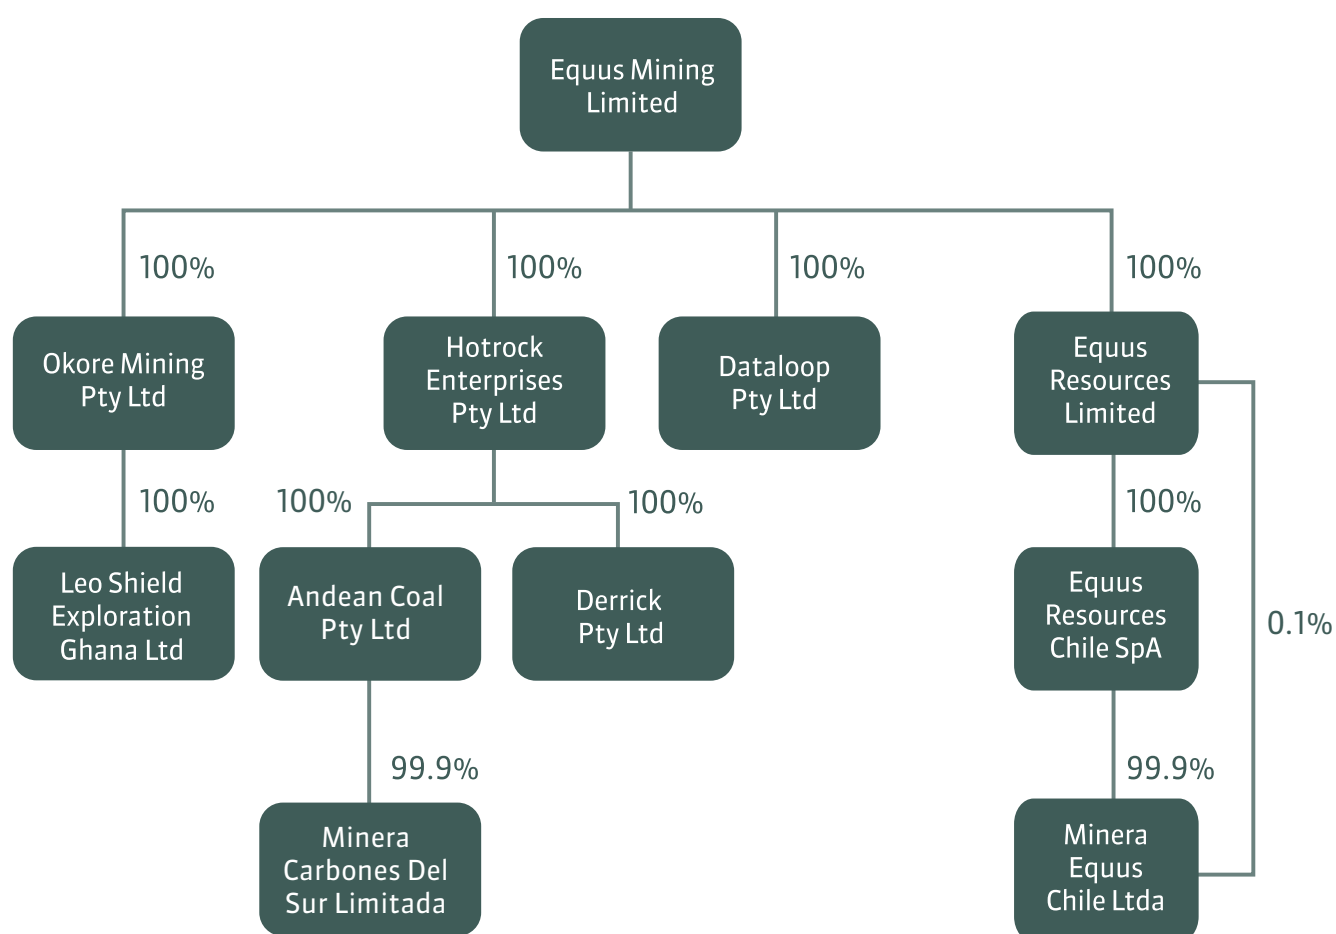 Equus Mining
Limited
100%
100%
100%
100%
Okore Mining
Pty Ltd
Hotrock
Enterprises
Pty Ltd
Dataloop
Pty Ltd
Equus
Resources
Limited
100%
100%
100%
100%
Leo Shield
Exploration
Ghana Ltd
Andean Coal
Pty Ltd
Derrick
Pty Ltd
Equus
Resources
Chile SpA
0.1%
99.9%
99.9%
Minera
Carbones Del
Sur Limitada
Minera
Equus
Chile Ltda